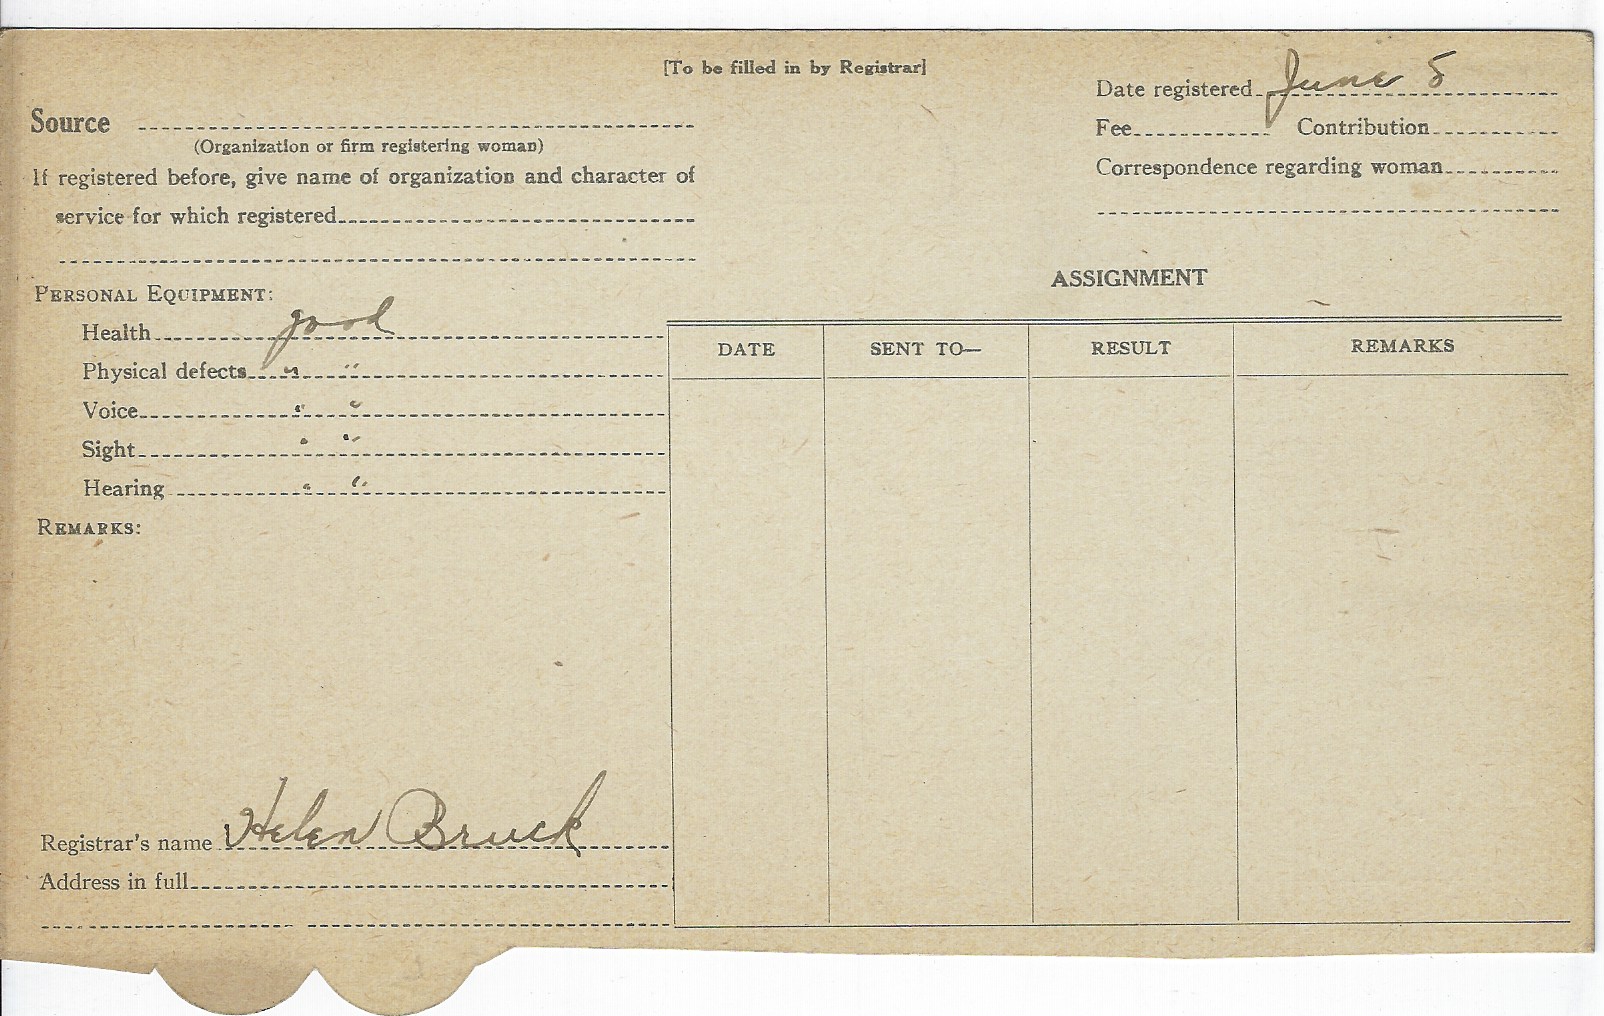 [To be filled in by Registrar]
Date registered June 5
Source
Fee Contribution
(Organization or firm registering woman)
Correspondence regarding woman
If registered before, give name of organization and character of
service for which registered
ASSIGNMENT
PERSONAL EQUIPMENT:
Health good
Physical defects " "
Voice " "
Sight " "
Hearing " "
DATE SENT TO— RESULT REMARKS
REMARKS:
Registrar's name Helen Bruck
Address in full